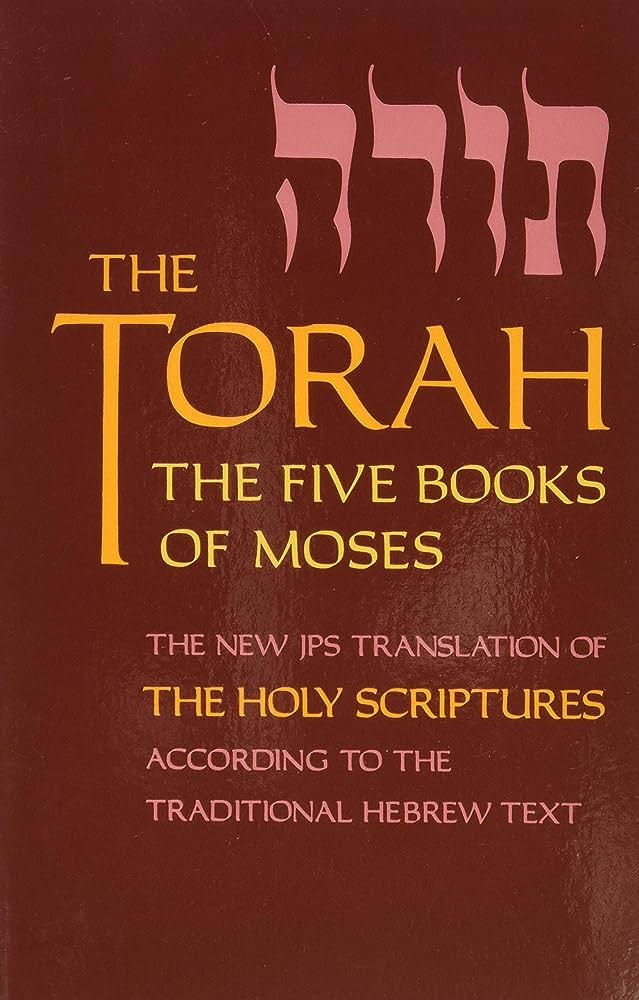 תורה
THE
TORAH
THE FIVE BOOKS
OF MOSES
THE NEW JPS TRANSLATION OF
THE HOLY SCRIPTURES
ACCORDING TO THE
TRADITIONAL HEBREW TEXT